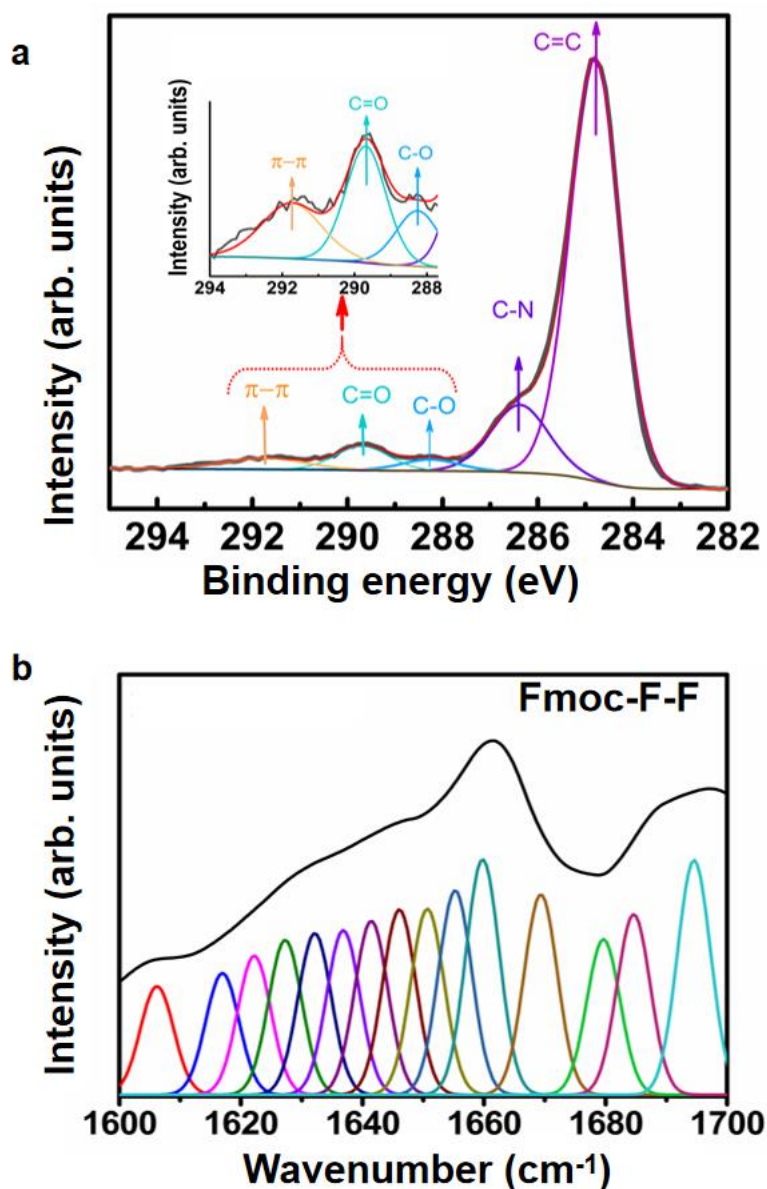 a
C=C
C=O
π–π
C-O
Intensity (arb. units)
294 292 290 288
C-N
π–π
C=O
C-O
Intensity (arb. units)
294 292 290 288 286 284 282
Binding energy (eV)
b
Fmoc-F-F
Intensity (arb. units)
1600 1620 1640 1660 1680 1700
Wavenumber (cm-1)